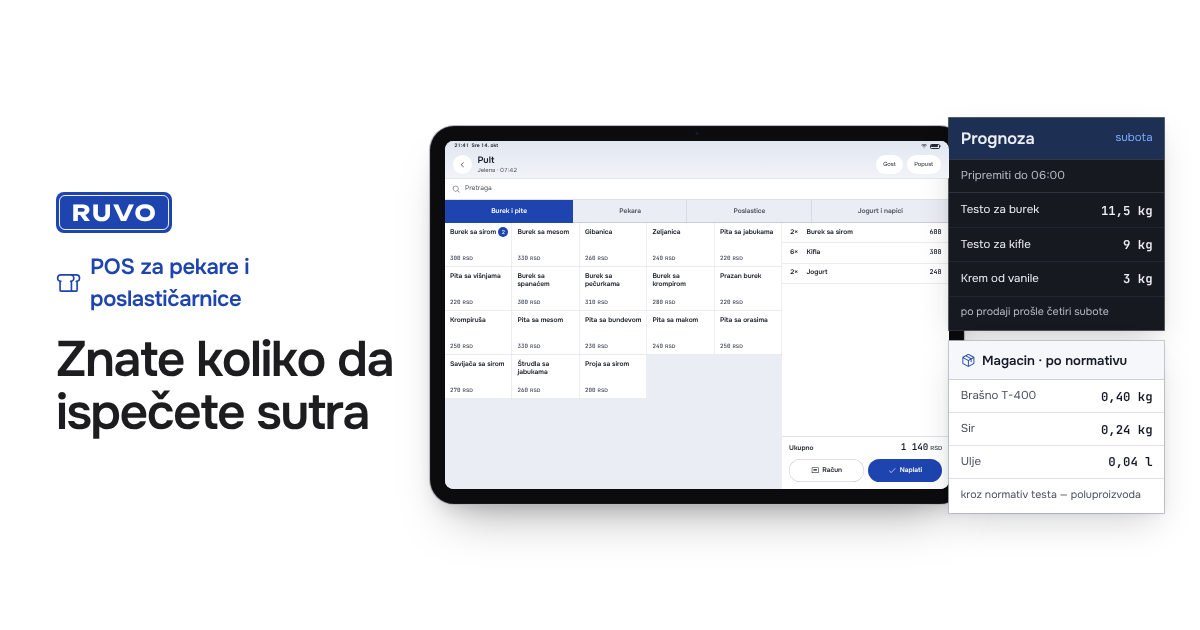 RUVO
POS za pekare i
poslastičarnice
Znate koliko da
ispečete sutra
21:41 Sre 14. okt
Pult
Jelena · 07:42
Gost
Popust
Pretraga
Burek i pite
Pekara
Poslastice
Jogurt i napici
Burek sa sirom 2
300 RSD
Burek sa mesom
330 RSD
Gibanica
260 RSD
Zeljanica
240 RSD
Pita sa jabukama
220 RSD
Pita sa višnjama
220 RSD
Burek sa
spanaćem
300 RSD
Burek sa
pečurkama
310 RSD
Burek sa
krompirom
280 RSD
Prazan burek
220 RSD
Krompiruša
250 RSD
Pita sa mesom
330 RSD
Pita sa bundevom
230 RSD
Pita sa makom
240 RSD
Pita sa orasima
250 RSD
Savijača sa sirom
270 RSD
Štrudla sa
jabukama
260 RSD
Proja sa sirom
200 RSD
2× Burek sa sirom 600
6× Kifla 300
2× Jogurt 240
Ukupno 1 140 RSD
Račun
Naplati
Prognoza subota
Pripremiti do 06:00
Testo za burek 11,5 kg
Testo za kifle 9 kg
Krem od vanile 3 kg
po prodaji prošle četiri subote
Magacin · po normativu
Brašno T-400 0,40 kg
Sir 0,24 kg
Ulje 0,04 l
kroz normativ testa — poluproizvoda